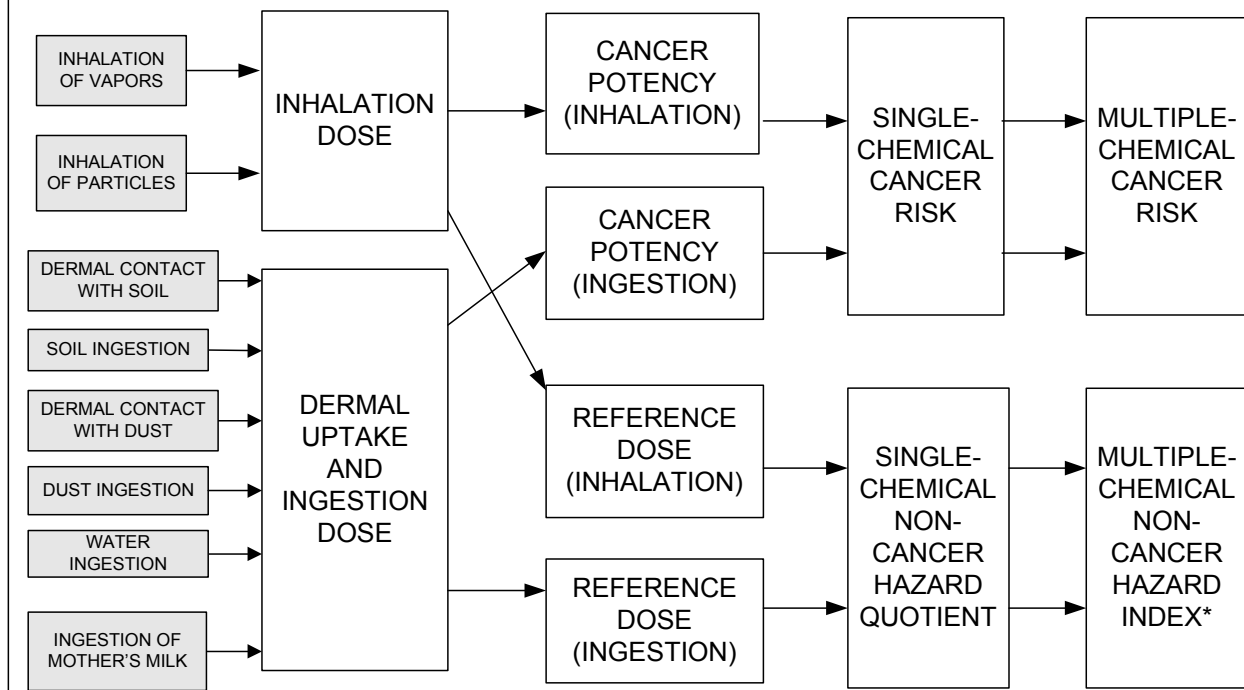 INHALATION
OF VAPORS
INHALATION
OF PARTICLES
DERMAL CONTACT
WITH SOIL
SOIL INGESTION
DERMAL CONTACT
WITH DUST
DUST INGESTION
WATER
INGESTION
INGESTION OF
MOTHER'S MILK
INHALATION
DOSE
DERMAL
UPTAKE
AND
INGESTION
DOSE
CANCER
POTENCY
(INHALATION)
CANCER
POTENCY
(INGESTION)
REFERENCE
DOSE
(INHALATION)
REFERENCE
DOSE
(INGESTION)
SINGLE-
CHEMICAL
CANCER
RISK
SINGLE-
CHEMICAL
NON-
CANCER
HAZARD
QUOTIENT
MULTIPLE-
CHEMICAL
CANCER
RISK
MULTIPLE-
CHEMICAL
NON-
CANCER
HAZARD
INDEX*